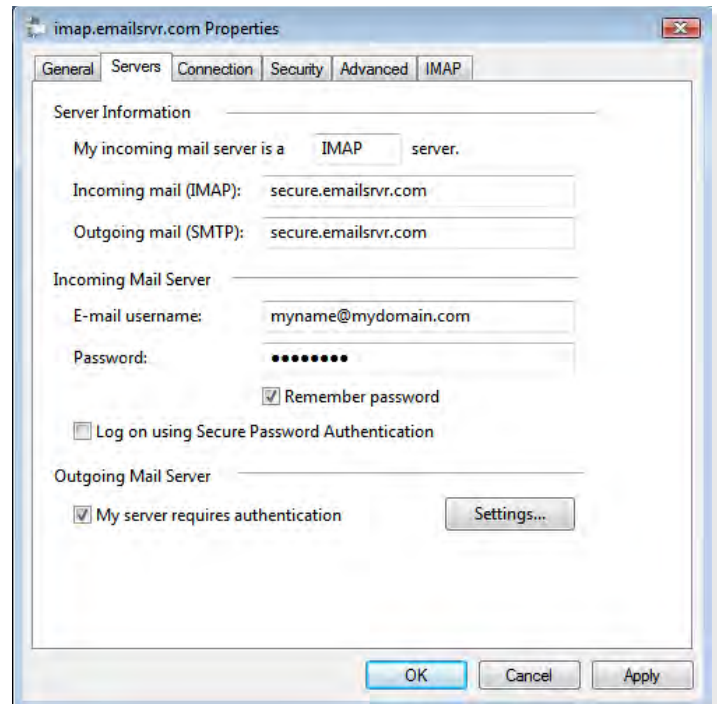 imap.emailsrvr.com Properties
General Servers Connection Security Advanced IMAP
Server Information
My incoming mail server is a IMAP server.
Incoming mail (IMAP): secure.emailsrvr.com
Outgoing mail (SMTP): secure.emailsrvr.com
Incoming Mail Server
E-mail username: myname@mydomain.com
Password: ●●●●●●●●
Remember password
Log on using Secure Password Authentication
Outgoing Mail Server
My server requires authentication Settings...
OK Cancel Apply